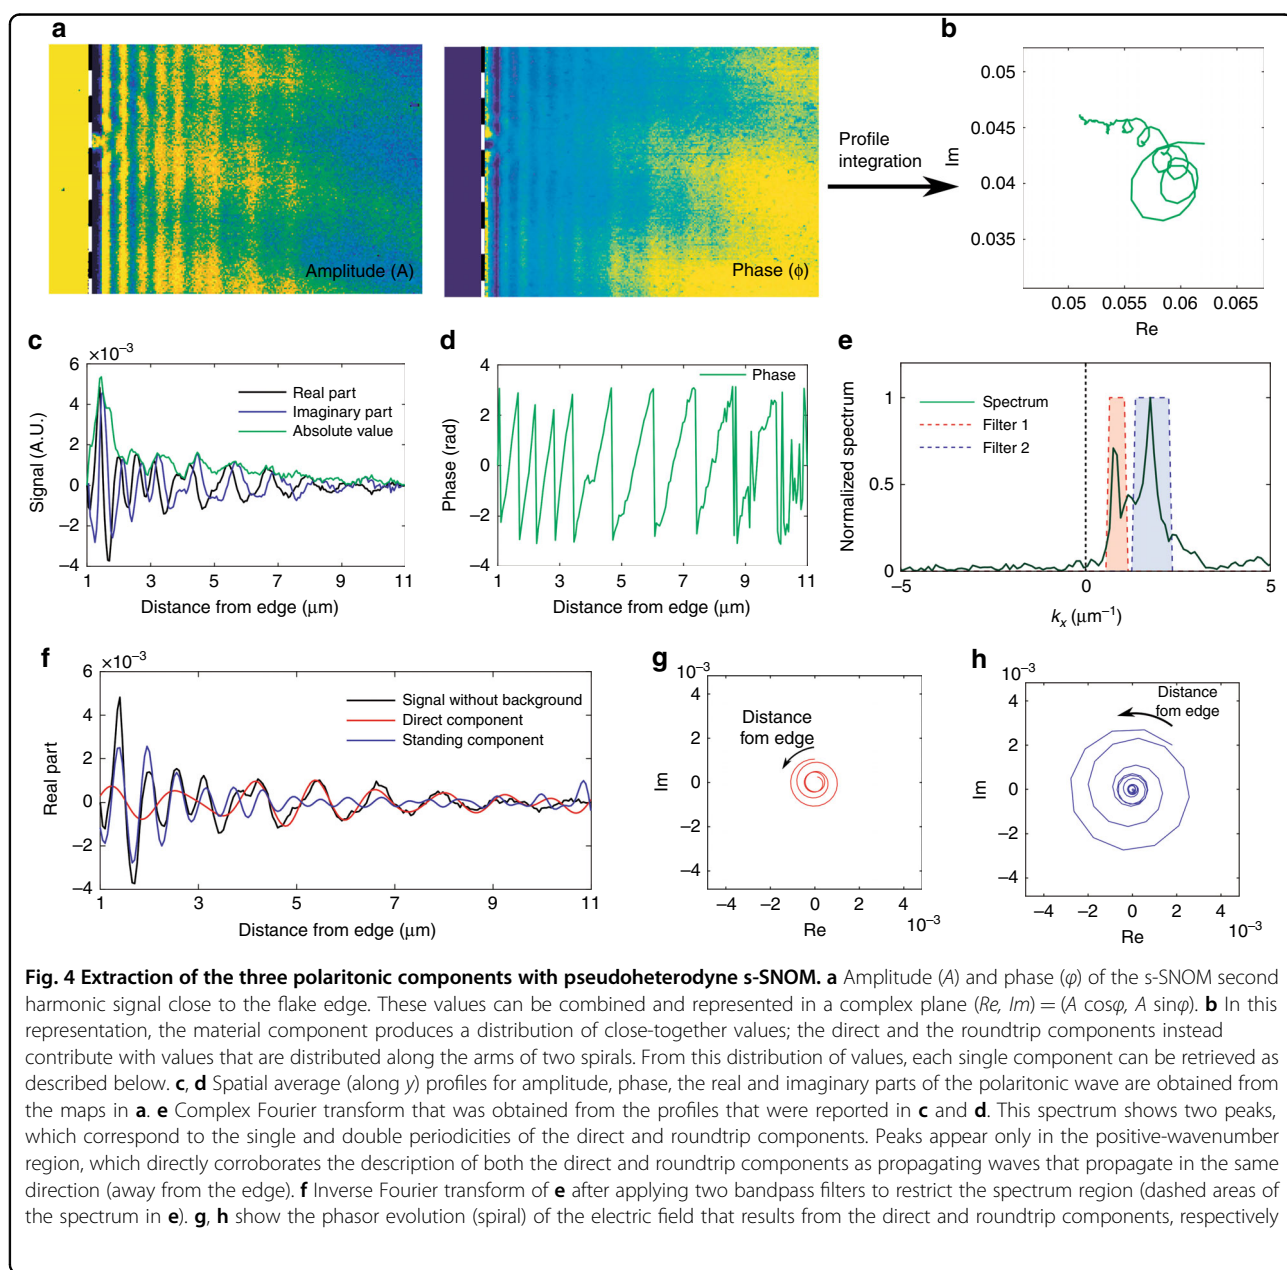 a
Amplitude (A)
Phase (ϕ)
Profile
integration
b
Im
0.05
0.045
0.04
0.035
0.05
0.055
0.06
0.065
Re
c
×10⁻³
Signal (A.U.)
6
4
2
0
−2
−4
Real part
Imaginary part
Absolute value
1
3
5
7
9
11
Distance from edge (μm)
d
Phase (rad)
4
2
0
−2
−4
Phase
1
3
5
7
9
11
Distance from edge (μm)
e
Normalized spectrum
1
0.5
0
Spectrum
Filter 1
Filter 2
−5
0
5
kₓ (μm⁻¹)
f
×10⁻³
Real part
6
4
2
0
−2
−4
Signal without background
Direct component
Standing component
1
3
5
7
9
11
Distance from edge (μm)
g
10⁻³
Im
4
2
0
−2
−4
Distance
fom edge
−4
−2
0
2
4
Re
10⁻³
h
10⁻³
Im
4
2
0
−2
−4
Distance
fom edge
−4
−2
0
2
4
Re
10⁻³
Fig. 4 Extraction of the three polaritonic components with pseudoheterodyne s-SNOM. a Amplitude (A) and phase (φ) of the s-SNOM second
harmonic signal close to the flake edge. These values can be combined and represented in a complex plane (Re, Im) = (A cosφ, A sinφ). b In this
representation, the material component produces a distribution of close-together values; the direct and the roundtrip components instead
contribute with values that are distributed along the arms of two spirals. From this distribution of values, each single component can be retrieved as
described below. c, d Spatial average (along y) profiles for amplitude, phase, the real and imaginary parts of the polaritonic wave are obtained from
the maps in a. e Complex Fourier transform that was obtained from the profiles that were reported in c and d. This spectrum shows two peaks,
which correspond to the single and double periodicities of the direct and roundtrip components. Peaks appear only in the positive-wavenumber
region, which directly corroborates the description of both the direct and roundtrip components as propagating waves that propagate in the same
direction (away from the edge). f Inverse Fourier transform of e after applying two bandpass filters to restrict the spectrum region (dashed areas of
the spectrum in e). g, h show the phasor evolution (spiral) of the electric field that results from the direct and roundtrip components, respectively